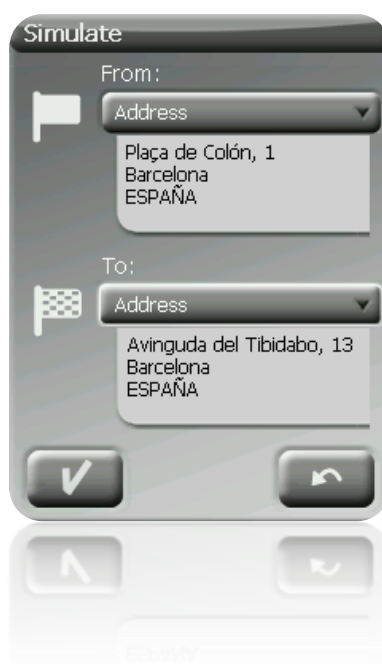 Simulate
From:
Address
Plaça de Colón, 1
Barcelona
ESPAÑA
To:
Address
Avinguda del Tibidabo, 13
Barcelona
ESPAÑA